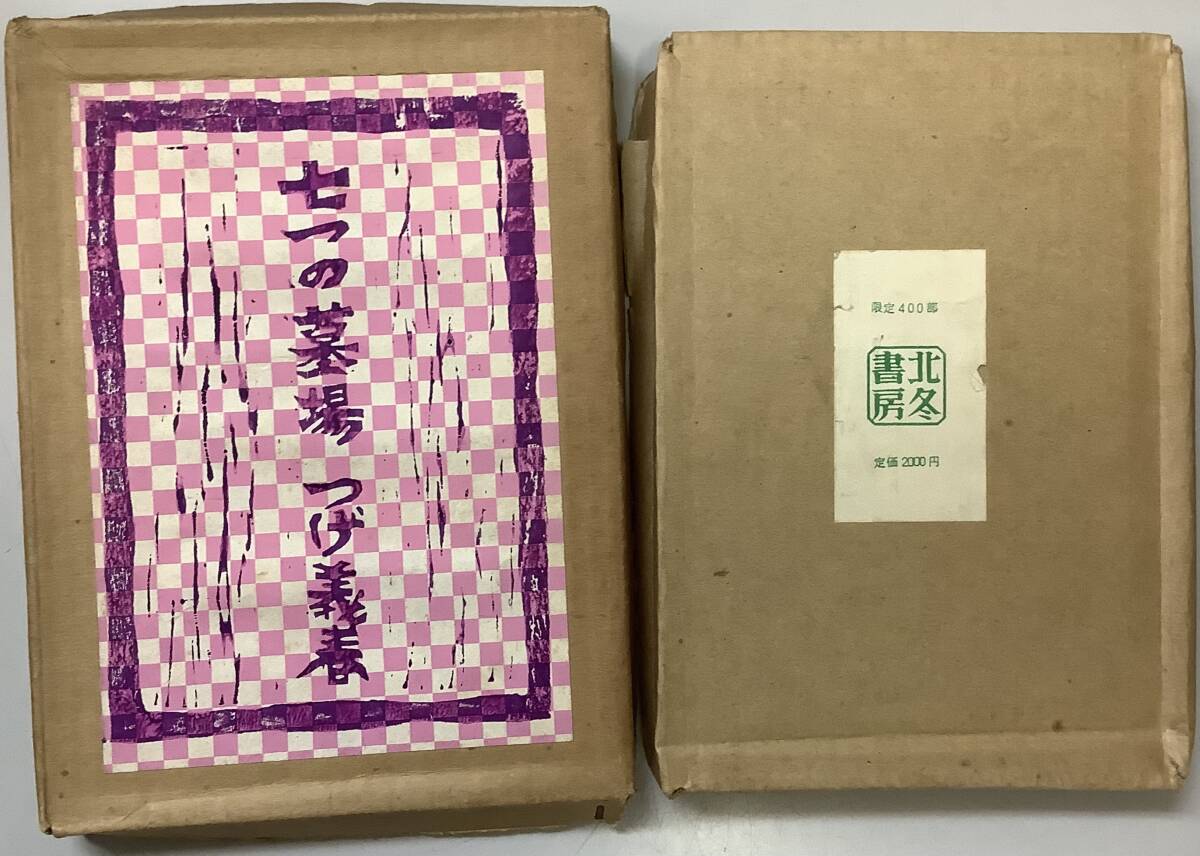 七つの墓場 つげ義春
限定400部
北冬
書房
定価2000円